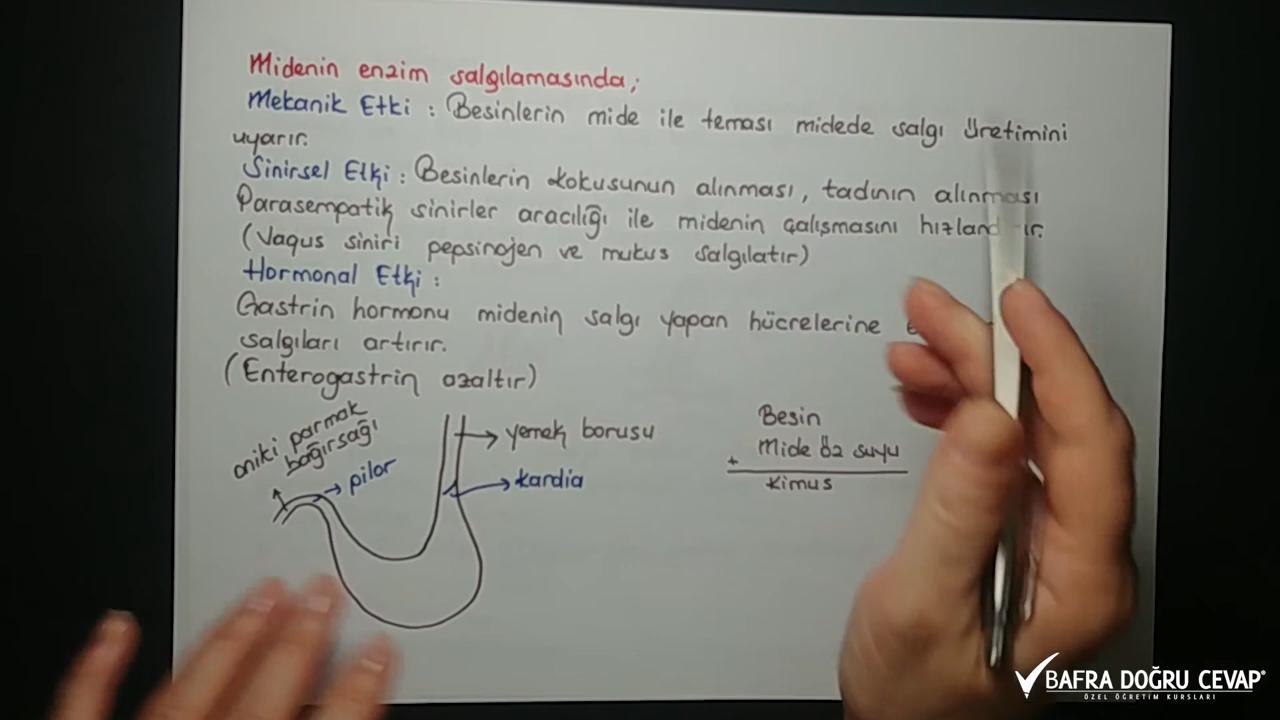 Midenin enzim salgılamasında;
Mekanik Etki : Besinlerin mide ile teması midede salgı üretimini
uyarır.
Sinirsel Etki : Besinlerin kokusunun alınması, tadının alınması
Parasempatik sinirler aracılığı ile midenin çalışmasını
(Vagus siniri pepsinojen ve mukus salgılatır)
Hormonal Etki :
Gastrin hormonu midenin salgı yapan hücrelerine
salgıları artırır.
(Enterogastrin azaltır)
oniki parmak
bağırsağı
pilor
yemek borusu
kardia
Besin
+ Mide öz suyu
kimus
BAFRA DOĞRU CEVAP®
ÖZEL ÖĞRETİM KURSLARI